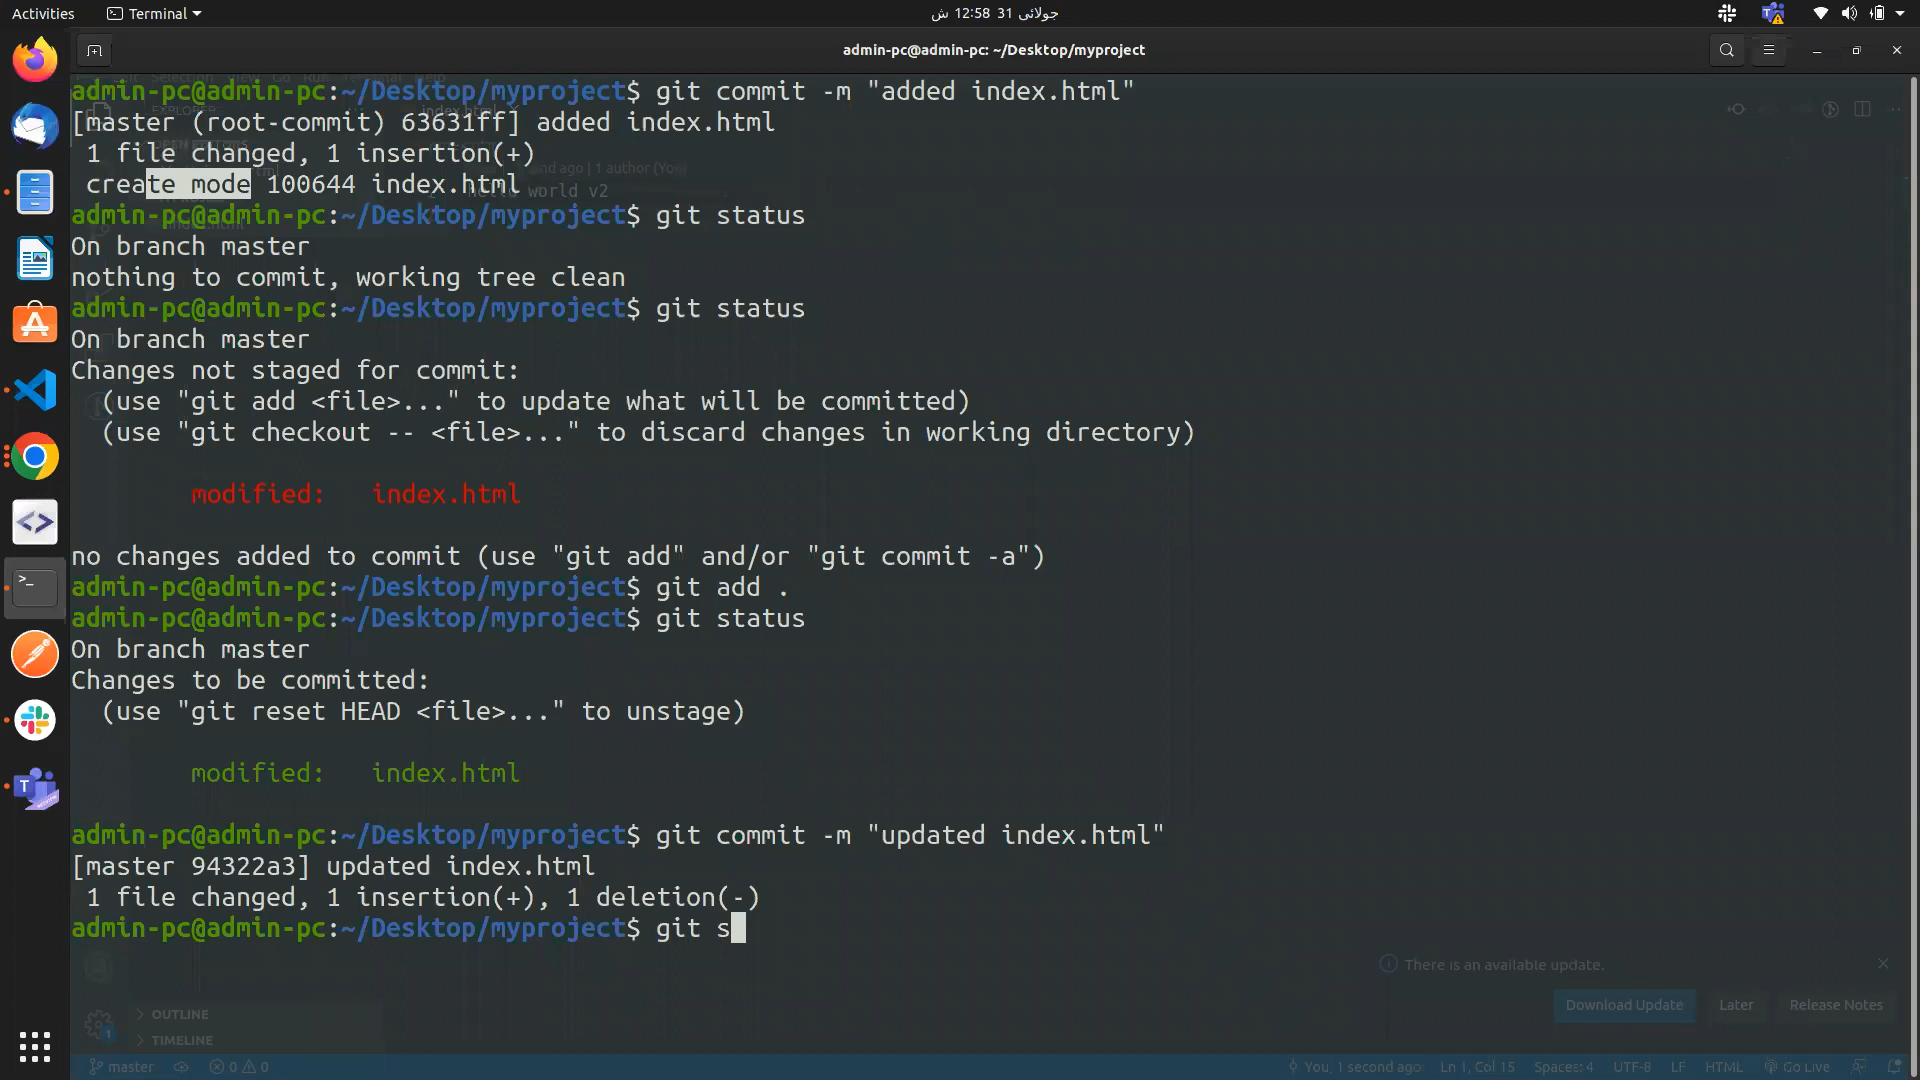 Activities
Terminal
جولائی 31 12:58 ش
admin-pc@admin-pc: ~/Desktop/myproject
admin-pc@admin-pc:~/Desktop/myproject$ git commit -m "added index.html"
[master (root-commit) 63631ff] added index.html
 1 file changed, 1 insertion(+)
 create mode 100644 index.html
admin-pc@admin-pc:~/Desktop/myproject$ git status
On branch master
nothing to commit, working tree clean
admin-pc@admin-pc:~/Desktop/myproject$ git status
On branch master
Changes not staged for commit:
  (use "git add <file>..." to update what will be committed)
  (use "git checkout -- <file>..." to discard changes in working directory)
        modified:   index.html
no changes added to commit (use "git add" and/or "git commit -a")
admin-pc@admin-pc:~/Desktop/myproject$ git add .
admin-pc@admin-pc:~/Desktop/myproject$ git status
On branch master
Changes to be committed:
  (use "git reset HEAD <file>..." to unstage)
        modified:   index.html
admin-pc@admin-pc:~/Desktop/myproject$ git commit -m "updated index.html"
[master 94322a3] updated index.html
 1 file changed, 1 insertion(+), 1 deletion(-)
admin-pc@admin-pc:~/Desktop/myproject$ git s
There is an available update.
Download Update
Later
Release Notes
OUTLINE
TIMELINE
master
0
0
You, 1 second ago
Ln 1, Col 15
Spaces: 4
UTF-8
LF
HTML
Go Live